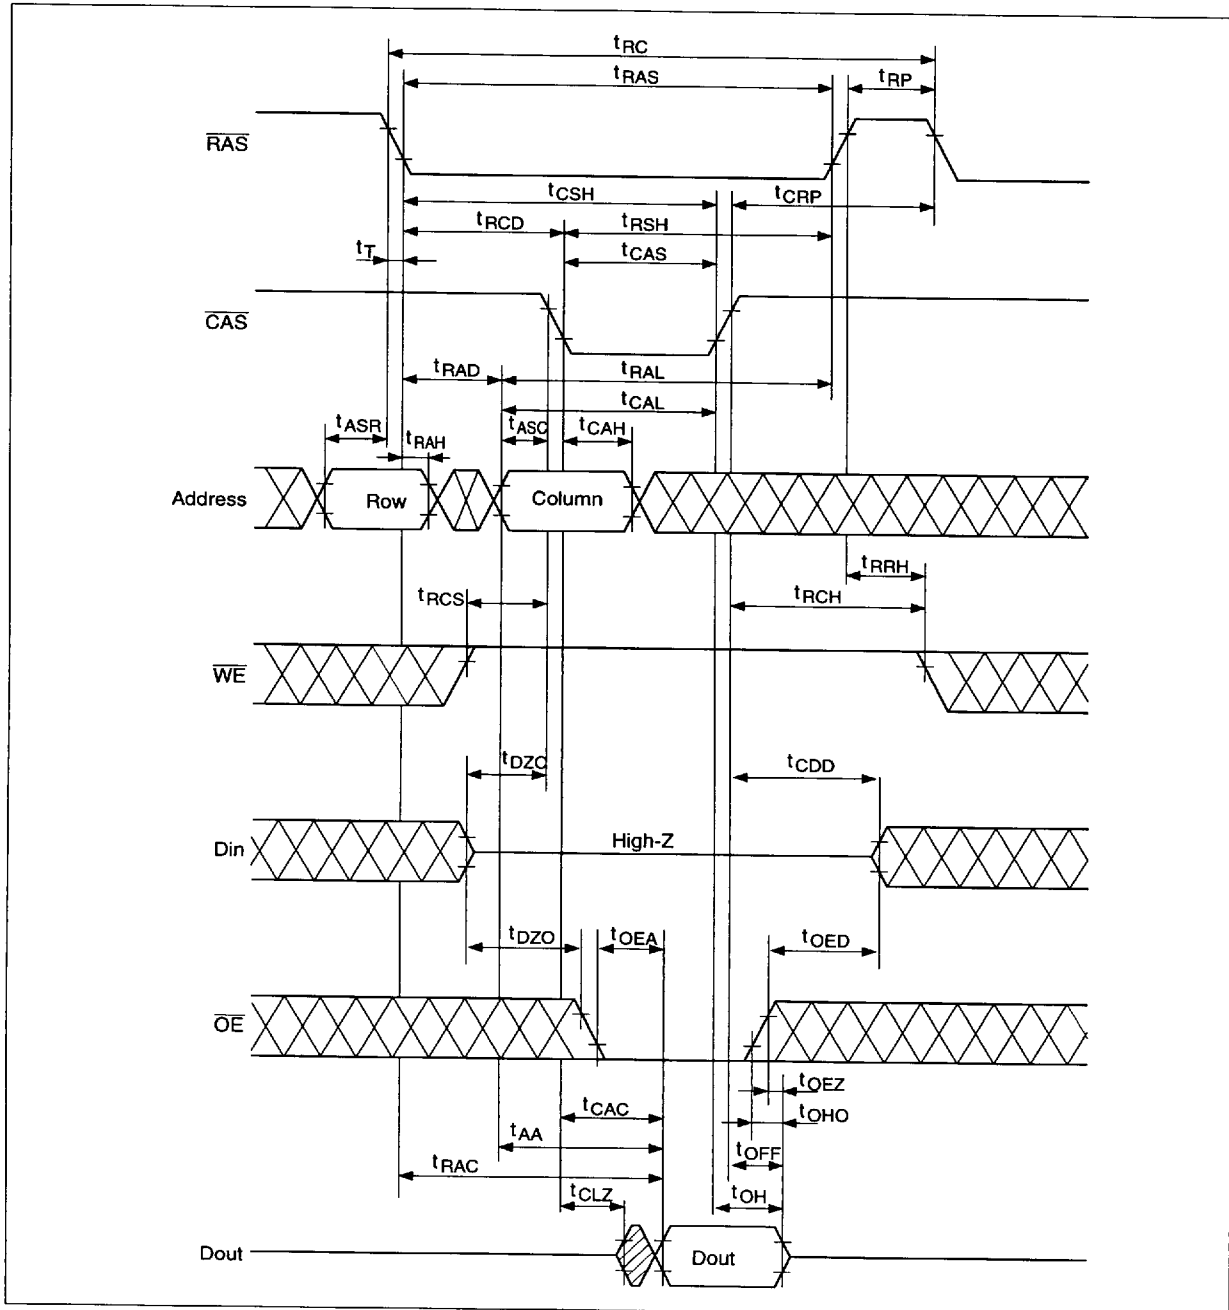 tRC
tRAS
tRP
RAS
tCSH
tCRP
tRCD
tRSH
tT
tCAS
CAS
tRAD
tRAL
tCAL
tASR
tRAH
tASC
tCAH
Address
Row
Column
tRRH
tRCS
tRCH
WE
tDZC
tCDD
Din
High-Z
tDZO
tOEA
tOED
OE
tOEZ
tCAC
tOHO
tAA
tOFF
tRAC
tCLZ
tOH
Dout
Dout